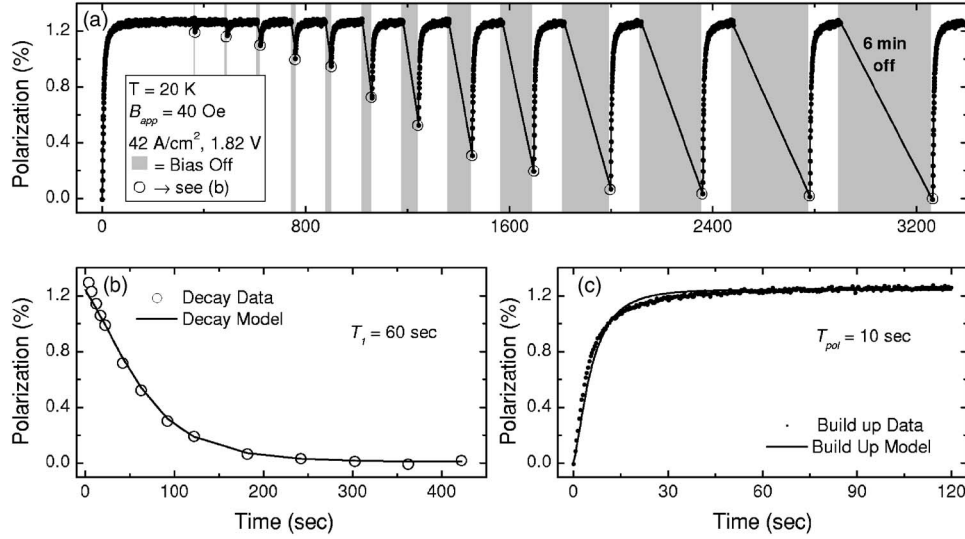 (a)
Polarization (%)
1.2
0.8
0.4
0.0
T = 20 K
B_app = 40 Oe
42 A/cm², 1.82 V
= Bias Off
○ → see (b)
6 min
off
0 800 1600 2400 3200
(b)
Polarization (%)
1.2
0.8
0.4
0.0
Decay Data
Decay Model
T_1 = 60 sec
0 100 200 300 400
Time (sec)
(c)
Polarization (%)
1.2
0.8
0.4
0.0
T_pol = 10 sec
Build up Data
Build Up Model
0 30 60 90 120
Time (sec)